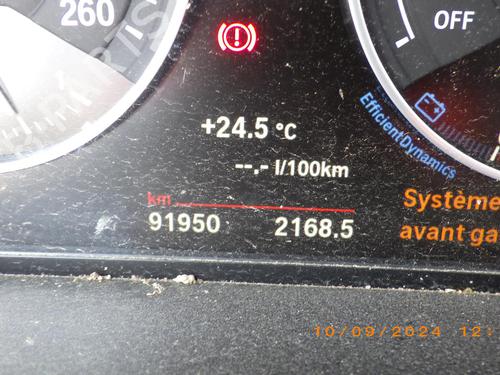 260
OFF
+24.5 °C
--.- l/100km
EfficientDynamics
km
91950 2168.5
Système
avant ga
10/09/2024 12: